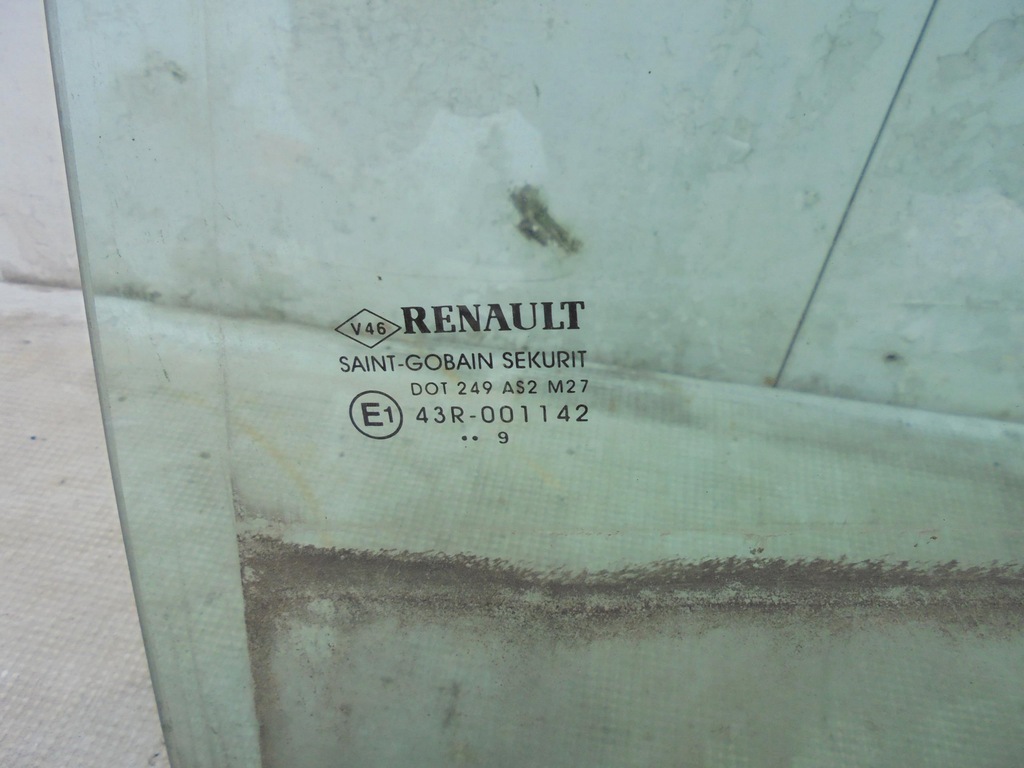 V46 RENAULT
SAINT-GOBAIN SEKURIT
DOT 249 AS2 M27
E1 43R-001142
•• 9